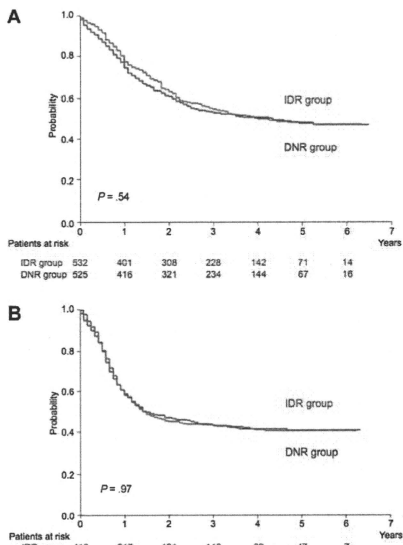 A
1.0
0.8
0.6
0.4
0.2
0.0
Probability
IDR group
DNR group
P = .54
0 1 2 3 4 5 6 7
Patients at risk
Years
IDR group 532 401 308 228 142 71 14
DNR group 525 416 321 234 144 67 16
B
1.0
0.8
0.6
0.4
0.2
0.0
Probability
IDR group
DNR group
P = .97
0 1 2 3 4 5 6 7
Patients at risk
Years